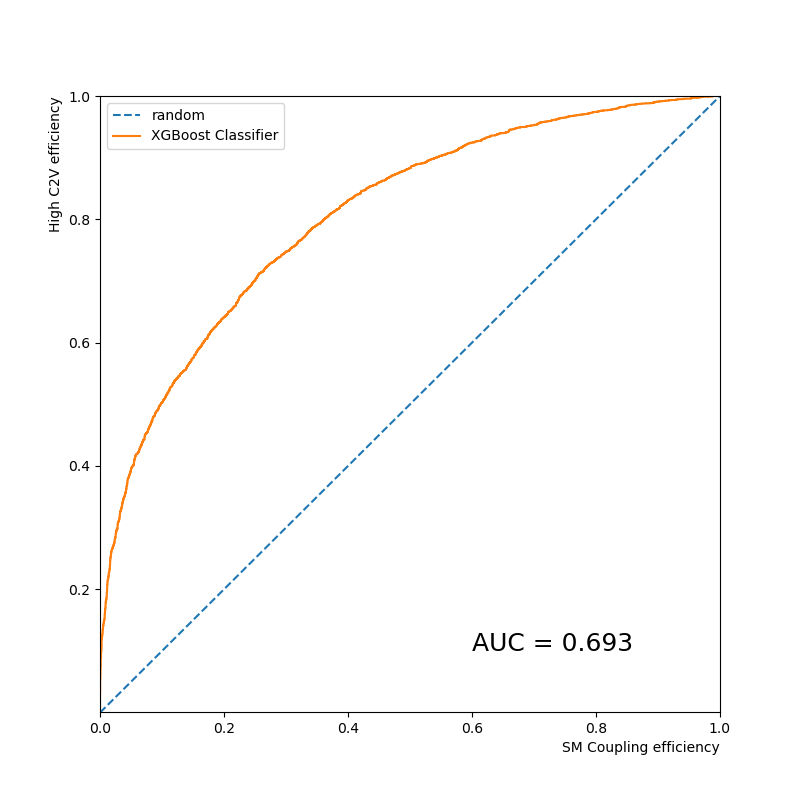 random
XGBoost Classifier
High C2V efficiency
1.0
0.8
0.6
0.4
0.2
AUC = 0.693
0.0
0.2
0.4
0.6
0.8
1.0
SM Coupling efficiency